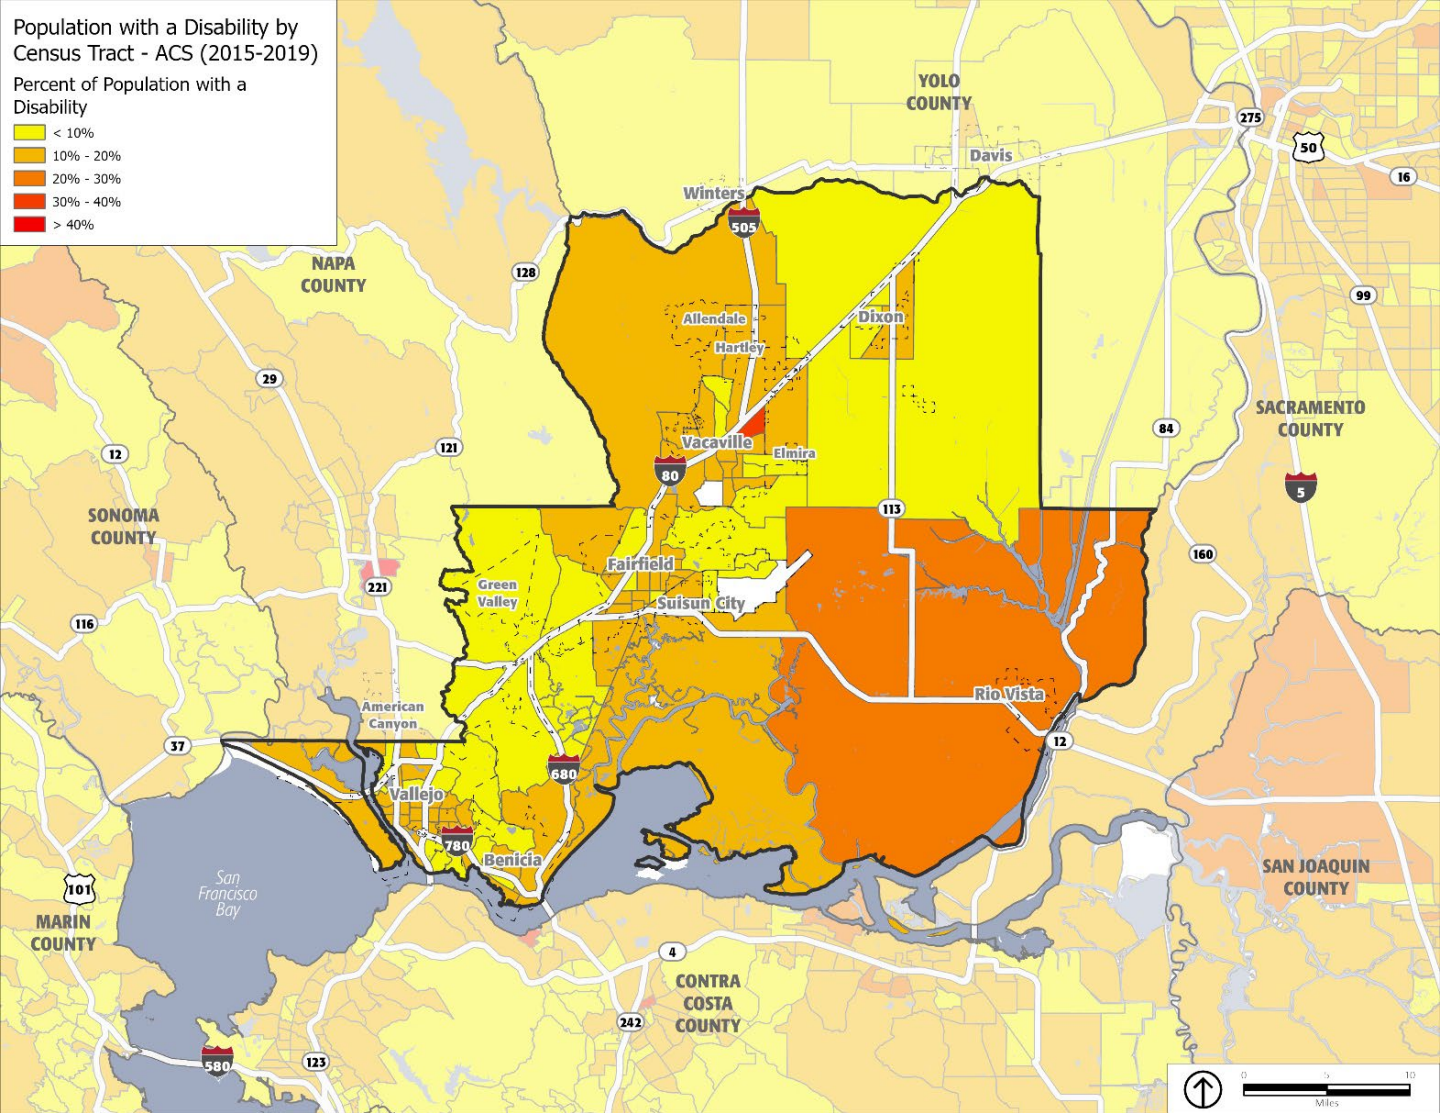 Population with a Disability by
Census Tract - ACS (2015-2019)
Percent of Population with a
Disability
< 10%
10% - 20%
20% - 30%
30% - 40%
> 40%
YOLO
COUNTY
275
50
Davis
16
Winters
505
NAPA
COUNTY
128
99
Allendale
Dixon
Hartley
29
SACRAMENTO
COUNTY
84
Vacaville
121
12
Elmira
80
5
SONOMA
COUNTY
113
160
Fairfield
221
Green
Valley
Suisun City
116
Rio Vista
American
Canyon
37
12
680
Vallejo
780
Benicia
SAN JOAQUIN
COUNTY
San
Francisco
Bay
101
MARIN
COUNTY
4
CONTRA
COSTA
COUNTY
242
580
123
0
5
10
Miles